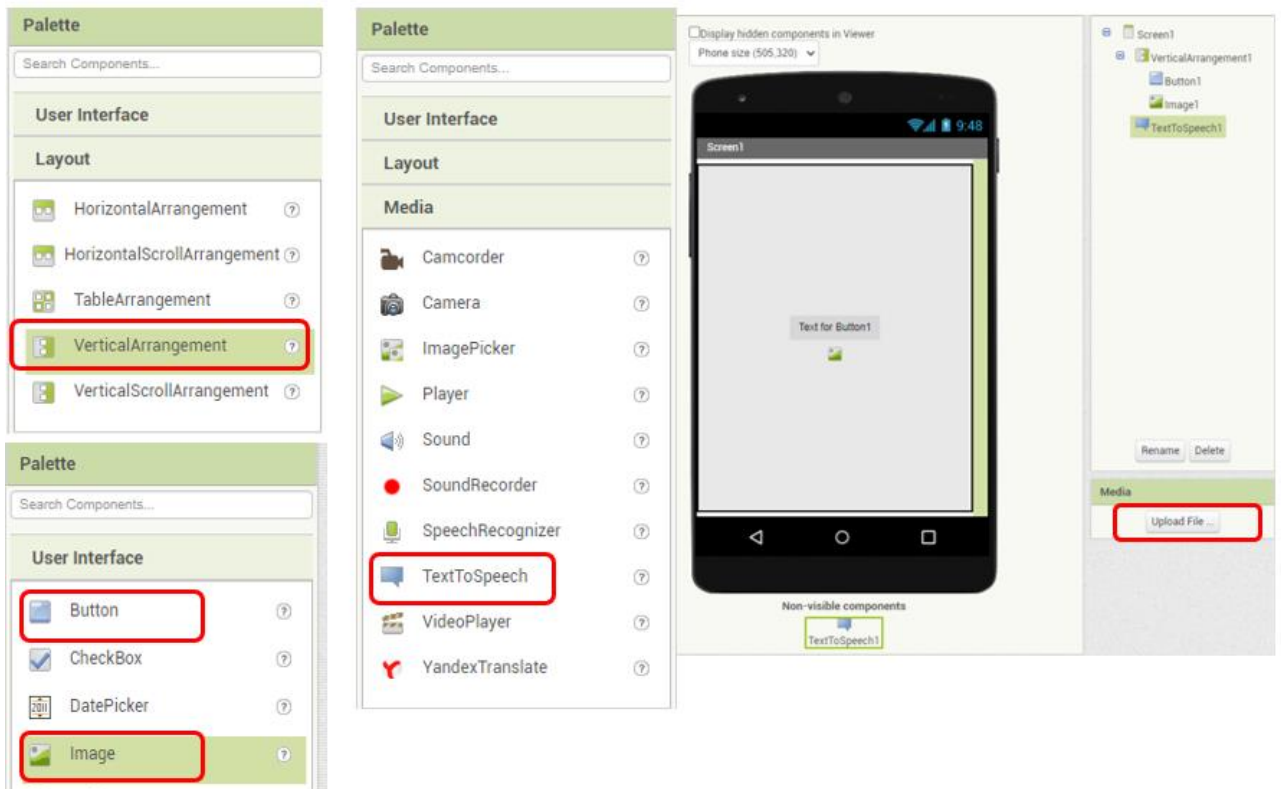 Palette
Search Components...
User Interface
Layout
HorizontalArrangement
HorizontalScrollArrangement
TableArrangement
VerticalArrangement
VerticalScrollArrangement
Palette
Search Components...
User Interface
Button
CheckBox
DatePicker
Image
Palette
Search Components...
User Interface
Layout
Media
Camcorder
Camera
ImagePicker
Player
Sound
SoundRecorder
SpeechRecognizer
TextToSpeech
VideoPlayer
YandexTranslate
Display hidden components in Viewer
Phone size (505,320)
9:48
Screen1
Text for Button1
Non-visible components
TextToSpeech1
Screen1
VerticalArrangement1
Button1
Image1
TextToSpeech1
Rename Delete
Media
Upload File ...